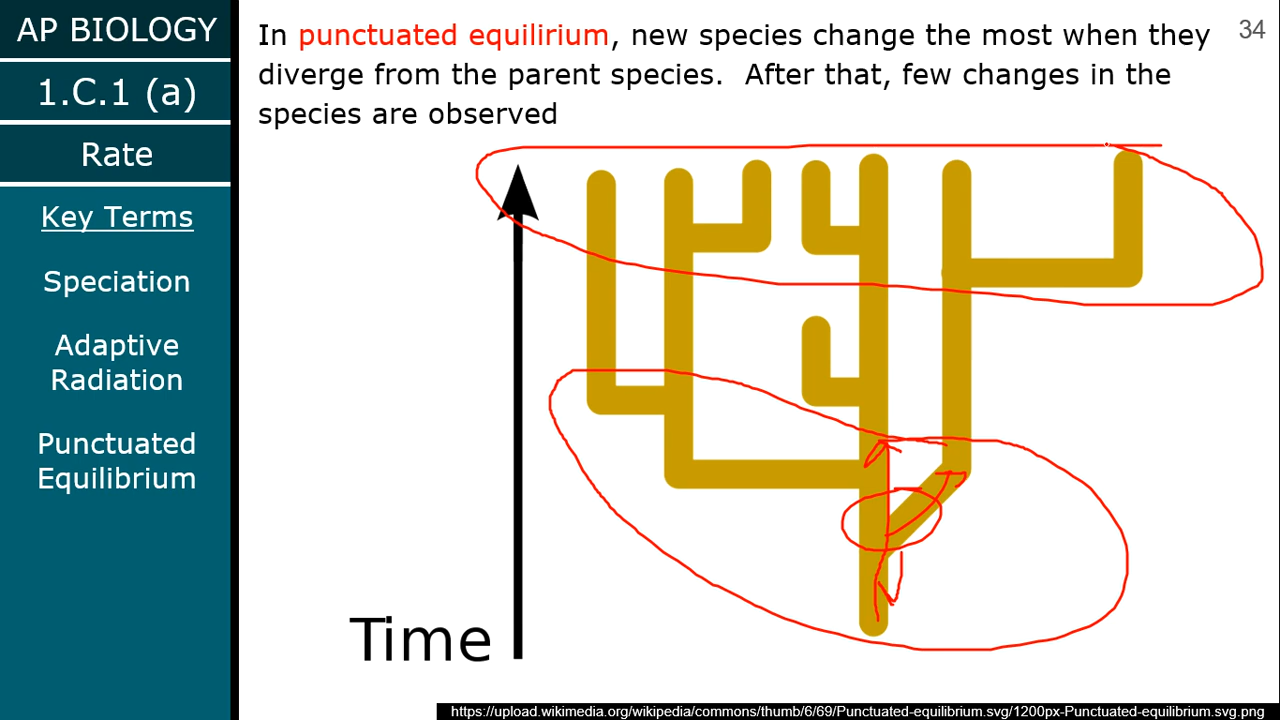 AP BIOLOGY
1.C.1 (a)
Rate
Key Terms
Speciation
Adaptive
Radiation
Punctuated
Equilibrium
In punctuated equilirium, new species change the most when they
diverge from the parent species. After that, few changes in the
species are observed
34
Time
https://upload.wikimedia.org/wikipedia/commons/thumb/6/69/Punctuated-equilibrium.svg/1200px-Punctuated-equilibrium.svg.png